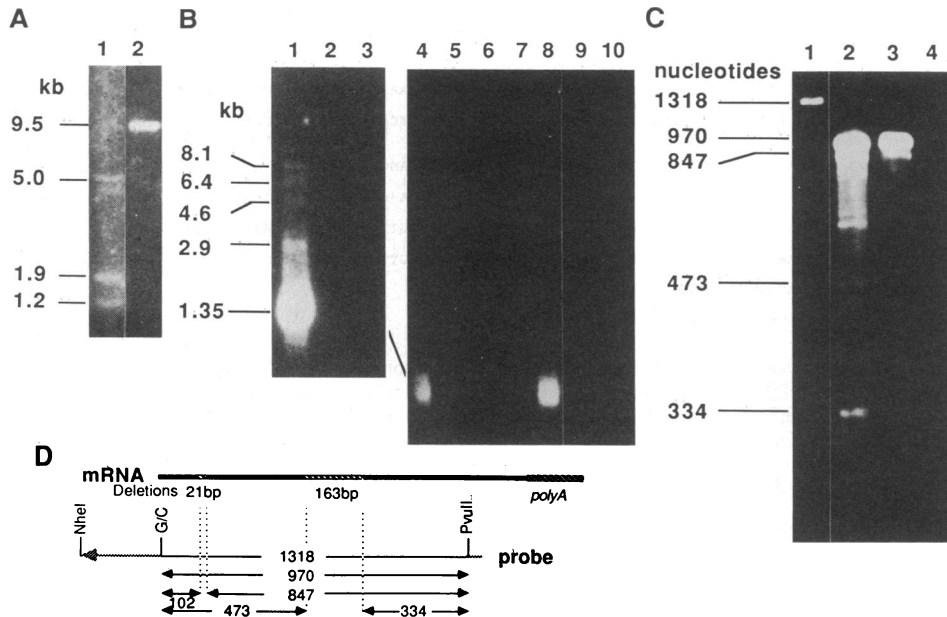 A
1 2
kb
9.5
5.0
1.9
1.2
B
1 2 3
kb
8.1
6.4
4.6
2.9
1.35
4 5 6 7 8 9 10
C
1 2 3 4
nucleotides
1318
970
847
473
334
D
mRNA
Deletions 21bp 163bp polyA
NheI G/C PvuII
1318 probe
970
102 847
473 334